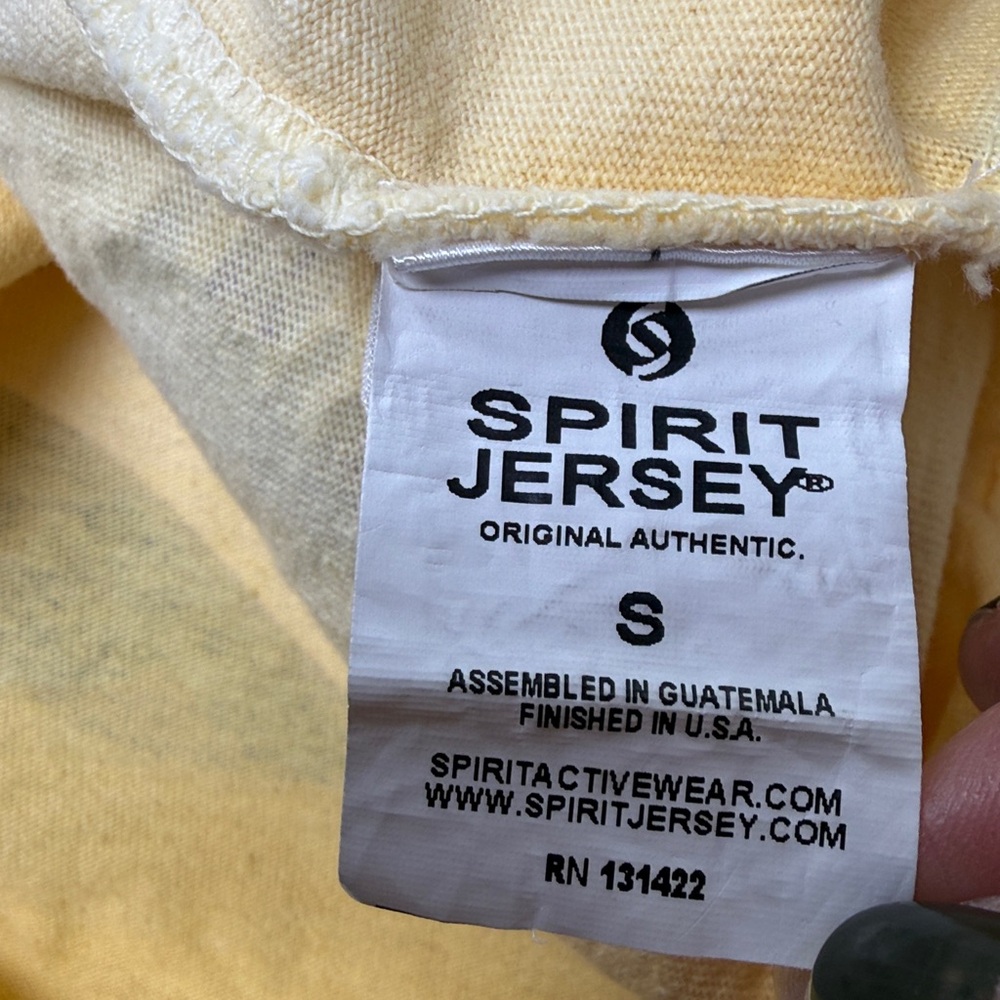 SPIRIT
JERSEY®
ORIGINAL AUTHENTIC.
S
ASSEMBLED IN GUATEMALA
FINISHED IN U.S.A.
SPIRITACTIVEWEAR.COM
WWW.SPIRITJERSEY.COM
RN 131422